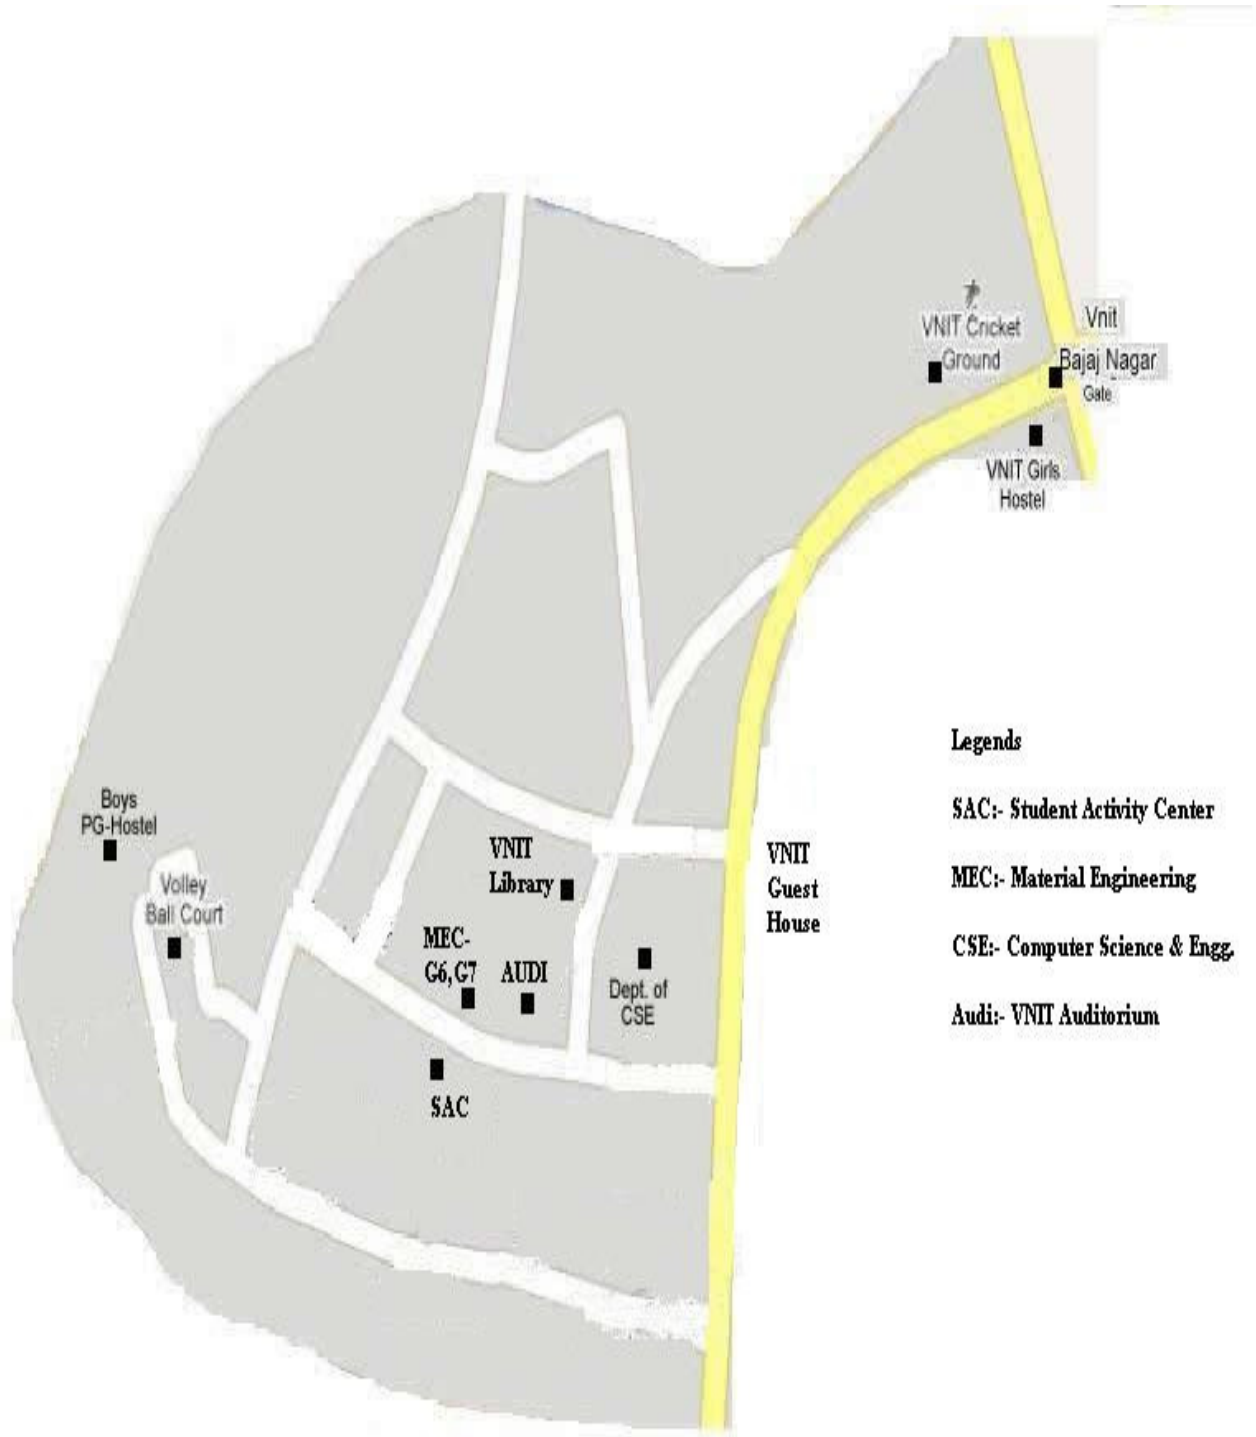 VNIT Cricket
Ground
Vnit
Bajaj Nagar
Gate
VNIT Girls
Hostel
Boys
PG-Hostel
Volley
Ball Court
VNIT
Library
MEC-
G6,G7
AUDI
Dept. of
CSE
SAC
VNIT
Guest
House
Legends
SAC:- Student Activity Center
MEC:- Material Engineering
CSE:- Computer Science & Engg.
Audi:- VNIT Auditorium